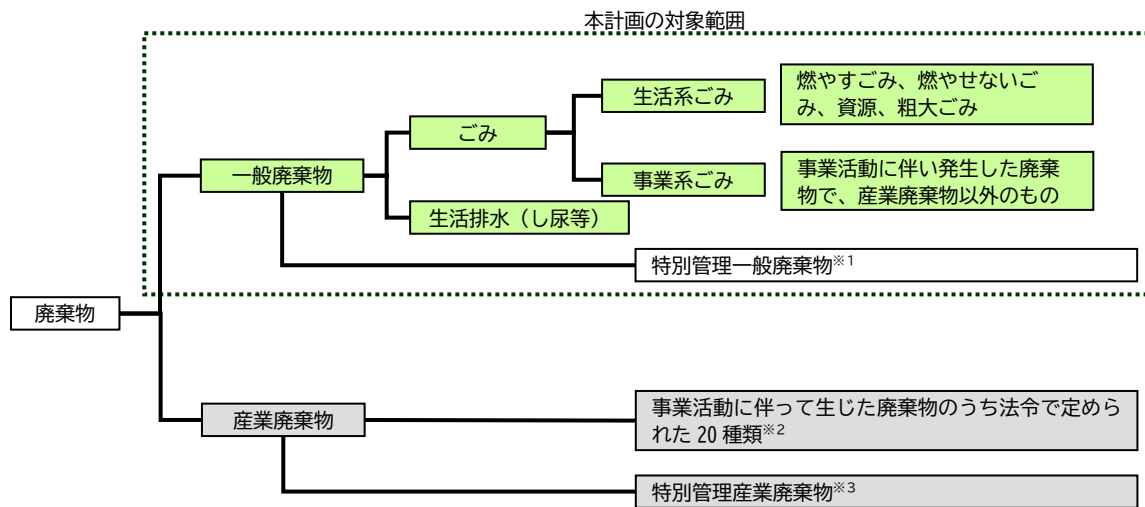 本計画の対象範囲
生活系ごみ
燃やすごみ、燃やせないご
み、資源、粗大ごみ
ごみ
一般廃棄物
事業系ごみ
事業活動に伴い発生した廃棄
物で、産業廃棄物以外のもの
生活排水（し尿等）
特別管理一般廃棄物※1
廃棄物
産業廃棄物
事業活動に伴って生じた廃棄物のうち法令で定めら
れた 20 種類※2
特別管理産業廃棄物※3